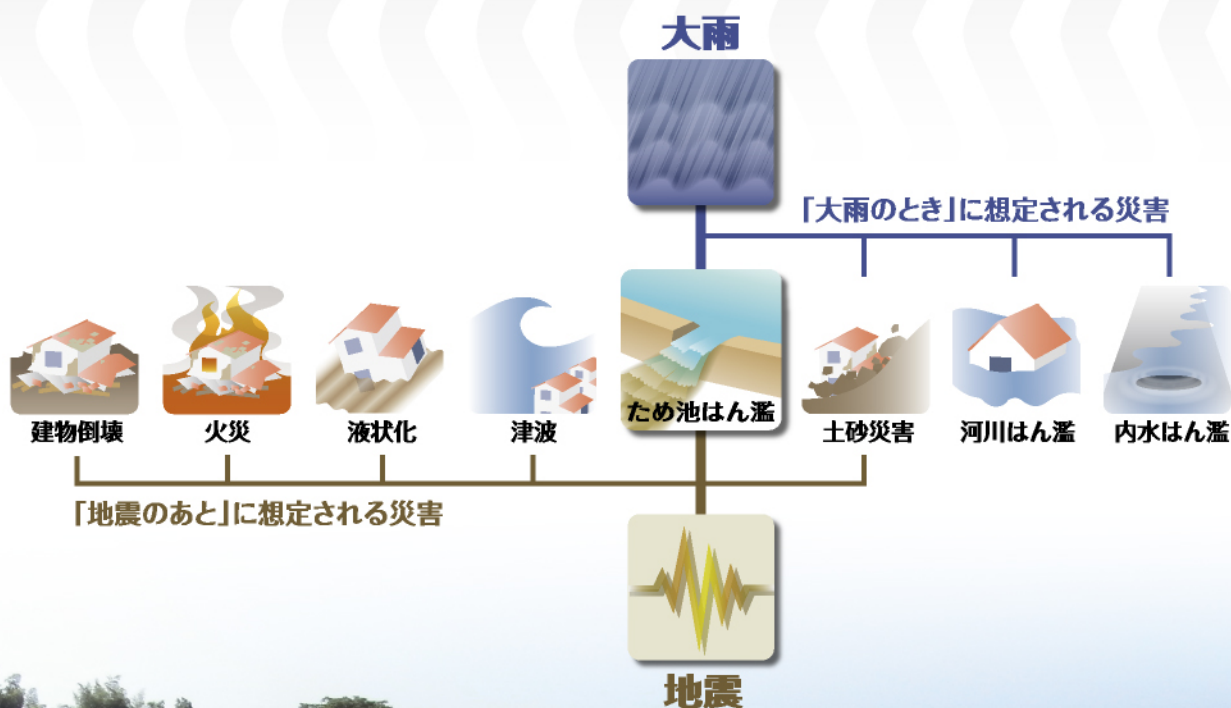 大雨
「大雨のとき」に想定される災害
建物倒壊
火災
液状化
津波
ため池はん濫
土砂災害
河川はん濫
内水はん濫
「地震のあと」に想定される災害
地震